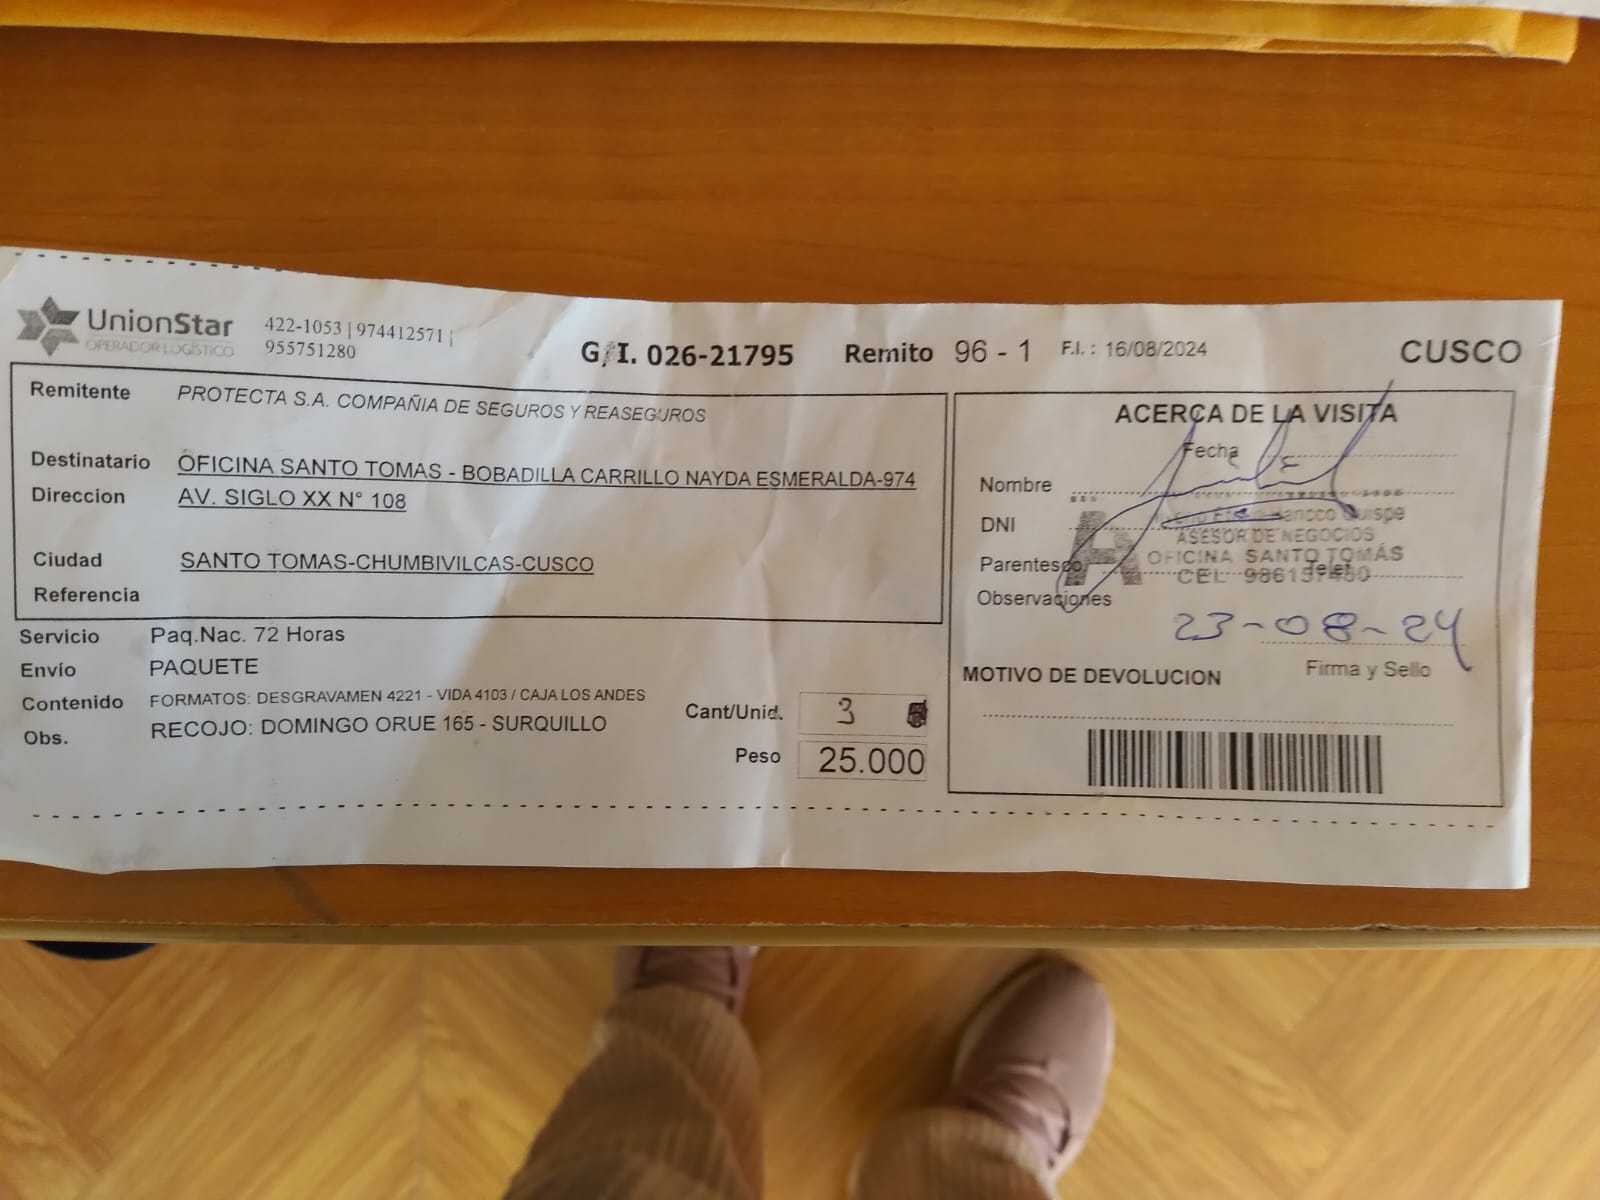 UnionStar
OPERADOR LOGÍSTICO
422-1053 | 974412571 |
955751280
G/I. 026-21795
Remito 96 - 1
F.I. : 16/08/2024
CUSCO
Remitente PROTECTA S.A. COMPAÑIA DE SEGUROS Y REASEGUROS
Destinatario OFICINA SANTO TOMAS - BOBADILLA CARRILLO NAYDA ESMERALDA-974
Direccion AV. SIGLO XX N° 108
Ciudad SANTO TOMAS-CHUMBIVILCAS-CUSCO
Referencia
Servicio Paq.Nac. 72 Horas
Envío PAQUETE
Contenido FORMATOS: DESGRAVAMEN 4221 - VIDA 4103 / CAJA LOS ANDES
Obs. RECOJO: DOMINGO ORUE 165 - SURQUILLO
Cant/Unid. 3
Peso 25.000
ACERCA DE LA VISITA
Fecha
Nombre
DNI
Quispe
ASESOR DE NEGOCIOS
Parentesco
OFICINA SANTO TOMÁS
Telef
CEL
Observaciones
23-08-24
Firma y Sello
MOTIVO DE DEVOLUCION